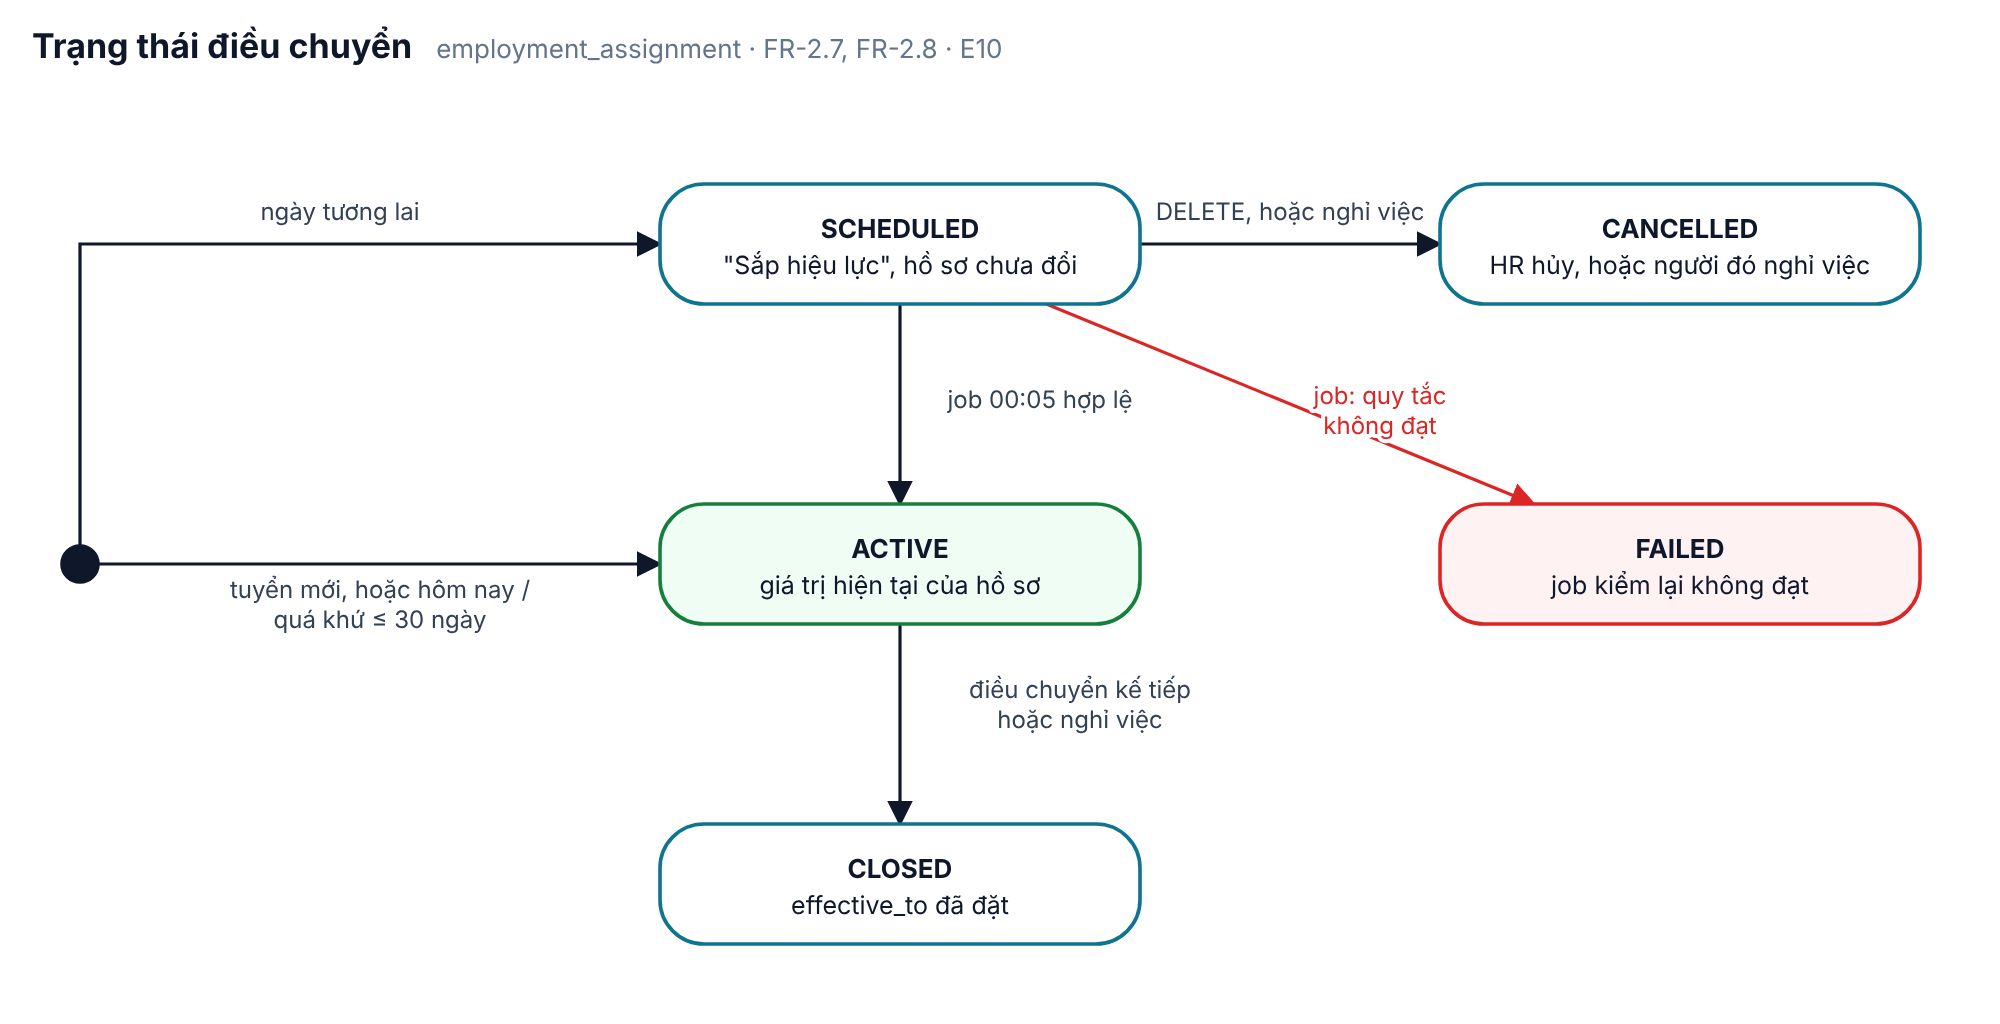 Trạng thái điều chuyển employment_assignment · FR-2.7, FR-2.8 · E10
ngày tương lai
SCHEDULED
"Sắp hiệu lực", hồ sơ chưa đổi
DELETE, hoặc nghỉ việc
CANCELLED
HR hủy, hoặc người đó nghỉ việc
job 00:05 hợp lệ
job: quy tắc
không đạt
tuyển mới, hoặc hôm nay /
quá khứ ≤ 30 ngày
ACTIVE
giá trị hiện tại của hồ sơ
FAILED
job kiểm lại không đạt
điều chuyển kế tiếp
hoặc nghỉ việc
CLOSED
effective_to đã đặt